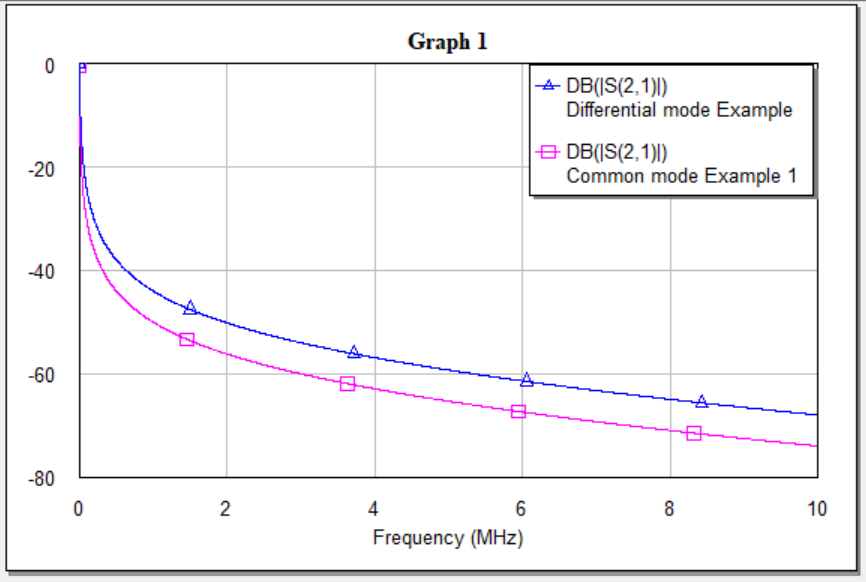 Graph 1
DB(|S(2,1)|)
Differential mode Example
DB(|S(2,1)|)
Common mode Example 1
0
-20
-40
-60
-80
0 2 4 6 8 10
Frequency (MHz)